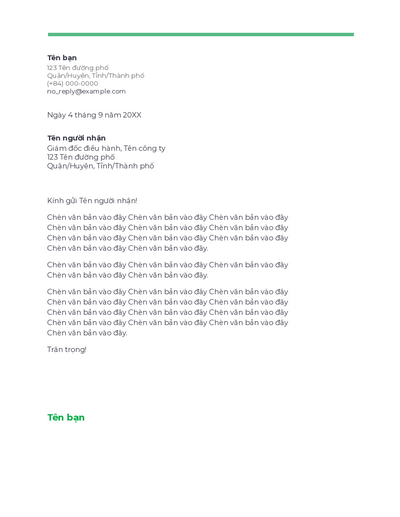 Tên bạn
123 Tên đường phố
Quận/Huyện, Tỉnh/Thành phố
(+84) 000-0000
no_reply@example.com
Ngày 4 tháng 9 năm 20XX
Tên người nhận
Giám đốc điều hành, Tên công ty
123 Tên đường phố
Quận/Huyện, Tỉnh/Thành phố
Kính gửi Tên người nhận!
Chèn văn bản vào đây Chèn văn bản vào đây Chèn văn bản vào đây
Chèn văn bản vào đây Chèn văn bản vào đây Chèn văn bản vào đây
Chèn văn bản vào đây Chèn văn bản vào đây Chèn văn bản vào đây
Chèn văn bản vào đây Chèn văn bản vào đây.
Chèn văn bản vào đây Chèn văn bản vào đây Chèn văn bản vào đây
Chèn văn bản vào đây Chèn văn bản vào đây.
Chèn văn bản vào đây Chèn văn bản vào đây Chèn văn bản vào đây
Chèn văn bản vào đây Chèn văn bản vào đây Chèn văn bản vào đây
Chèn văn bản vào đây Chèn văn bản vào đây Chèn văn bản vào đây
Chèn văn bản vào đây Chèn văn bản vào đây Chèn văn bản vào đây
Chèn văn bản vào đây.
Trân trọng!
Tên bạn